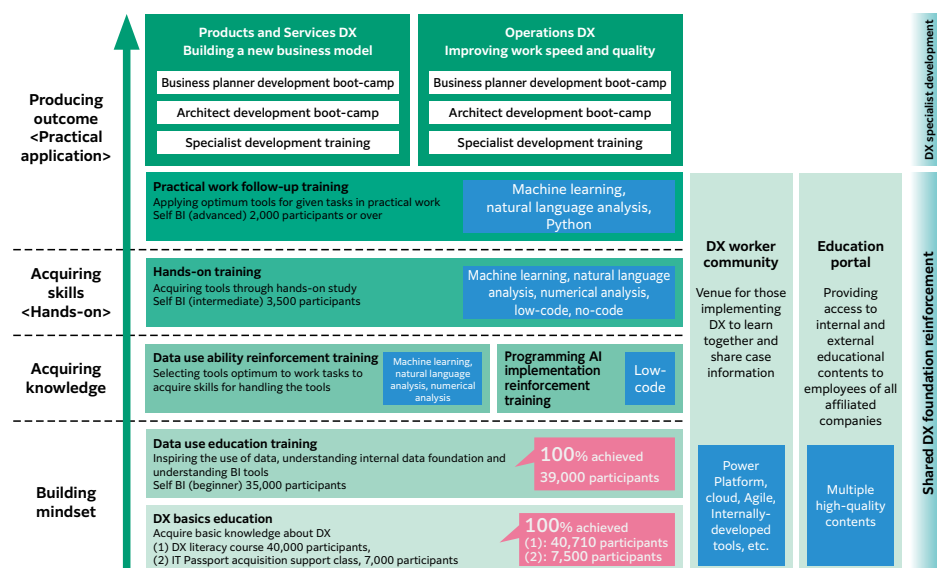 Products and Services DX
Building a new business model
Business planner development boot-camp
Architect development boot-camp
Specialist development training
Operations DX
Improving work speed and quality
Business planner development boot-camp
Architect development boot-camp
Specialist development training
DX specialist development
Producing
outcome
<Practical
application>
Practical work follow-up training
Applying optimum tools for given tasks in practical work
Self BI (advanced) 2,000 participants or over
Machine learning,
natural language analysis,
Python
Acquiring
skills
<Hands-on>
Hands-on training
Acquiring tools through hands-on study
Self BI (intermediate) 3,500 participants
Machine learning, natural language
analysis, numerical analysis,
low-code, no-code
Acquiring
knowledge
Data use ability reinforcement training
Selecting tools optimum to work tasks to
acquire skills for handling the tools
Machine learning,
natural language
analysis, numerical
analysis
Programming AI
implementation
reinforcement
training
Low-
code
Building
mindset
Data use education training
Inspiring the use of data, understanding internal data foundation and
understanding BI tools
Self BI (beginner) 35,000 participants
100% achieved
39,000 participants
DX basics education
Acquire basic knowledge about DX
(1) DX literacy course 40,000 participants,
(2) IT Passport acquisition support class, 7,000 participants
100% achieved
(1): 40,710 participants
(2): 7,500 participants
DX worker
community
Venue for those
implementing
DX to learn
together and
share case
information
Power
Platform,
cloud, Agile,
Internally-
developed
tools, etc.
Education
portal
Providing
access to
internal and
external
educational
contents to
employees of all
affiliated
companies
Multiple
high-quality
contents
Shared DX foundation reinforcement